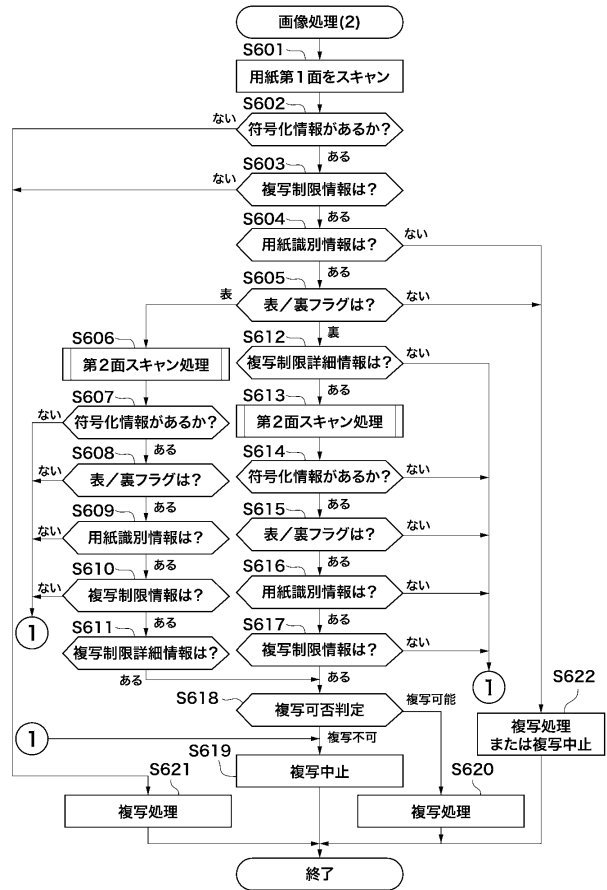 画像処理(2)
S601
用紙第1面をスキャン
S602
ない
符号化情報があるか?
ある
S603
ない
複写制限情報は?
ある
S604
ない
用紙識別情報は?
ある
S605
表
表/裏フラグは?
ない
裏
S606
第2面スキャン処理
S612
複写制限詳細情報は?
ない
ある
S607
ない
符号化情報があるか?
ある
S613
第2面スキャン処理
S608
ない
表/裏フラグは?
ある
S614
符号化情報があるか?
ない
ある
S609
ない
用紙識別情報は?
ある
S615
表/裏フラグは?
ない
ある
S610
ない
複写制限情報は?
ある
S616
用紙識別情報は?
ない
ある
1
S611
複写制限詳細情報は?
ある
S617
複写制限情報は?
ない
ある
1
S618
複写可否判定
複写可能
複写不可
S622
複写処理
または複写中止
1
S619
複写中止
S621
複写処理
S620
複写処理
終了